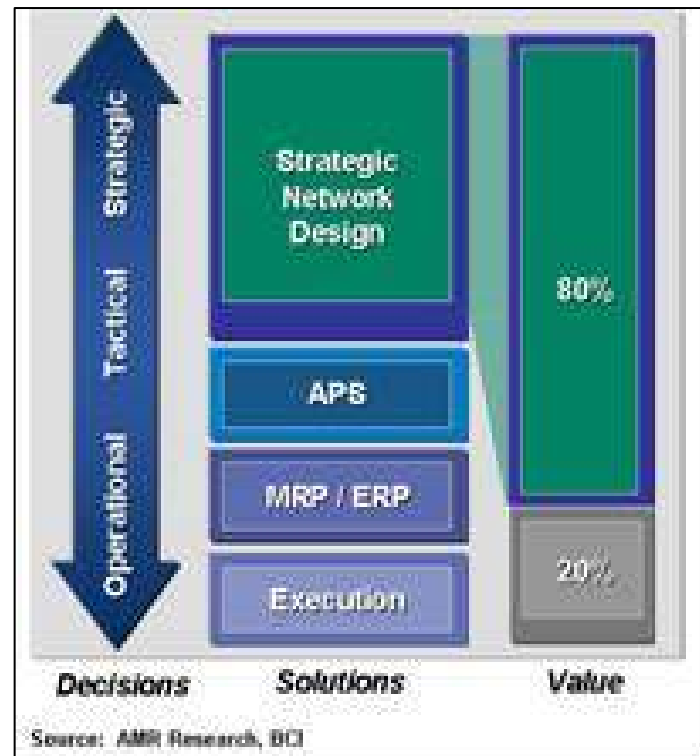 Strategic
Tactical
Operational
Strategic
Network
Design
APS
MRP / ERP
Execution
80%
20%
Decisions
Solutions
Value
Source: AMR Research, BCI